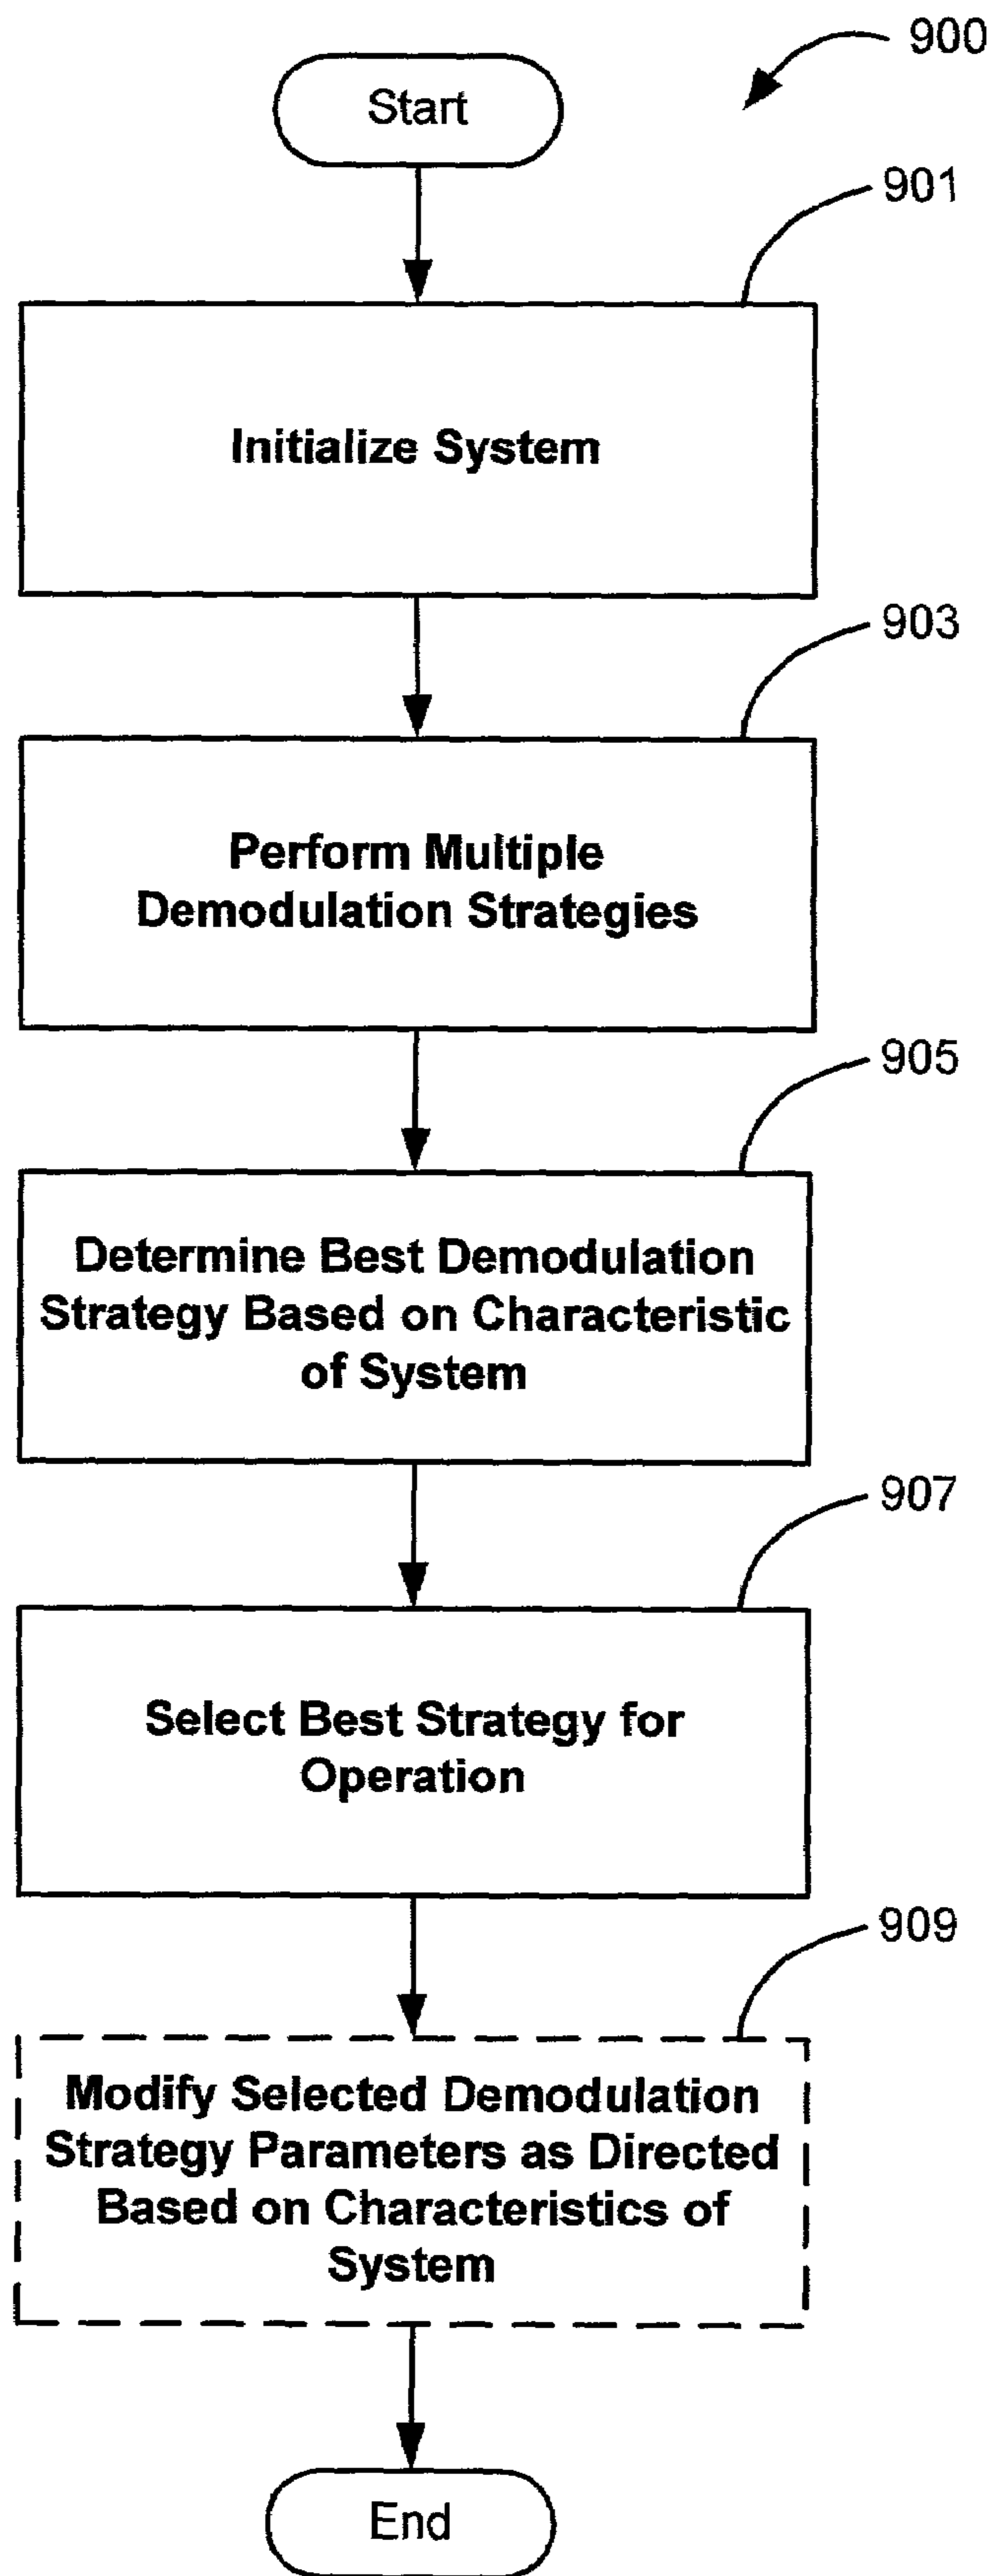 900
Start
901
Initialize System
903
Perform Multiple
Demodulation Strategies
905
Determine Best Demodulation
Strategy Based on Characteristic
of System
907
Select Best Strategy for
Operation
909
Modify Selected Demodulation
Strategy Parameters as Directed
Based on Characteristics of
System
End